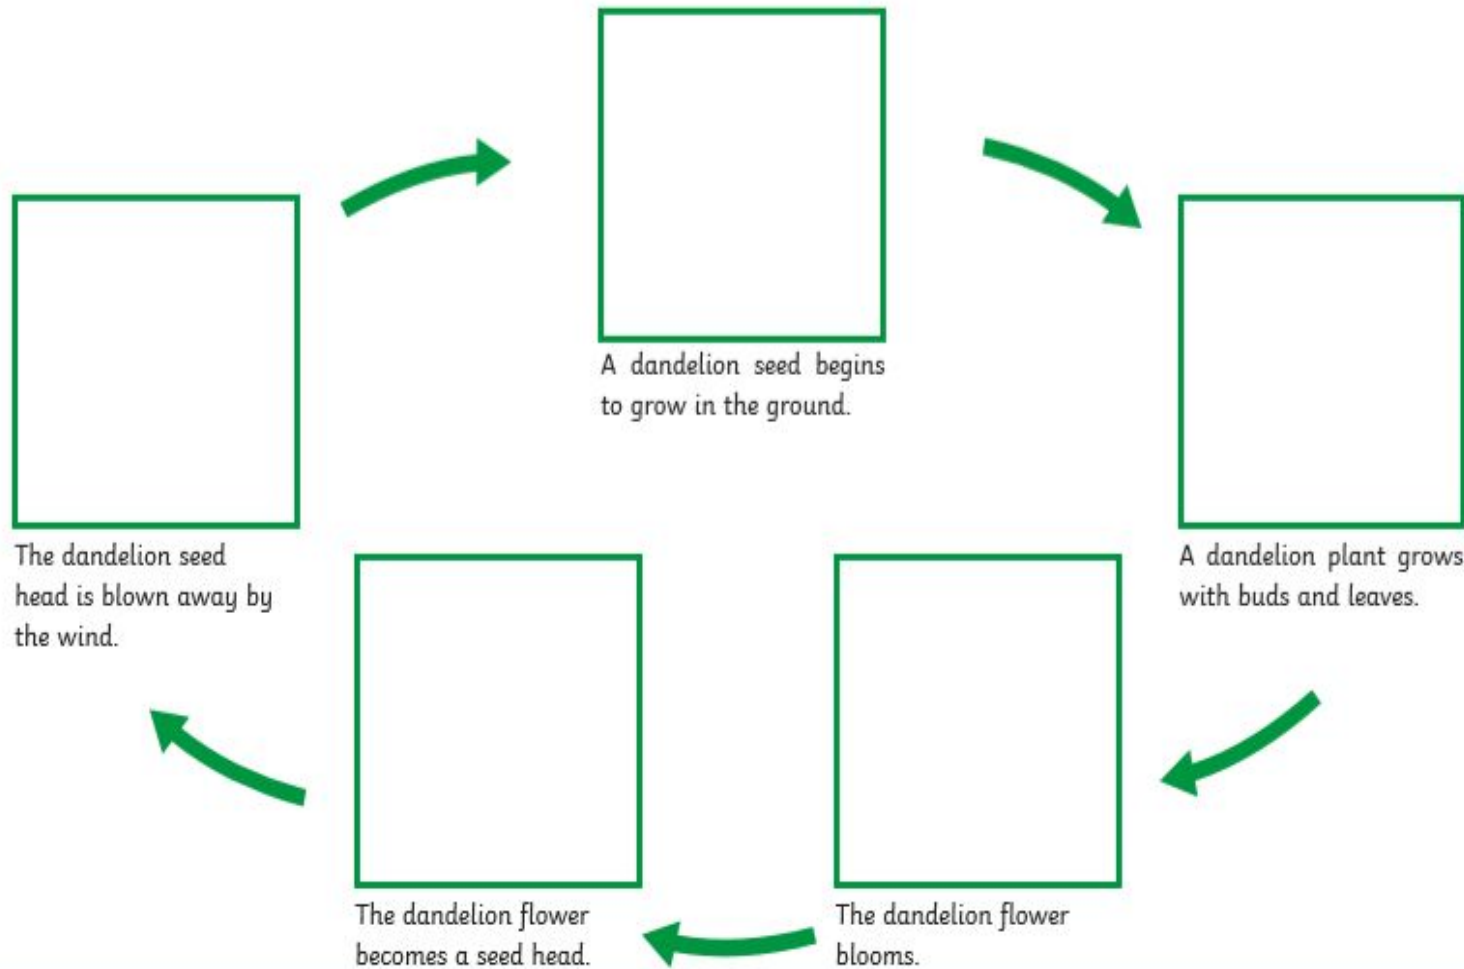 A dandelion seed begins
to grow in the ground.
A dandelion plant grows
with buds and leaves.
The dandelion flower
blooms.
The dandelion flower
becomes a seed head.
The dandelion seed
head is blown away by
the wind.